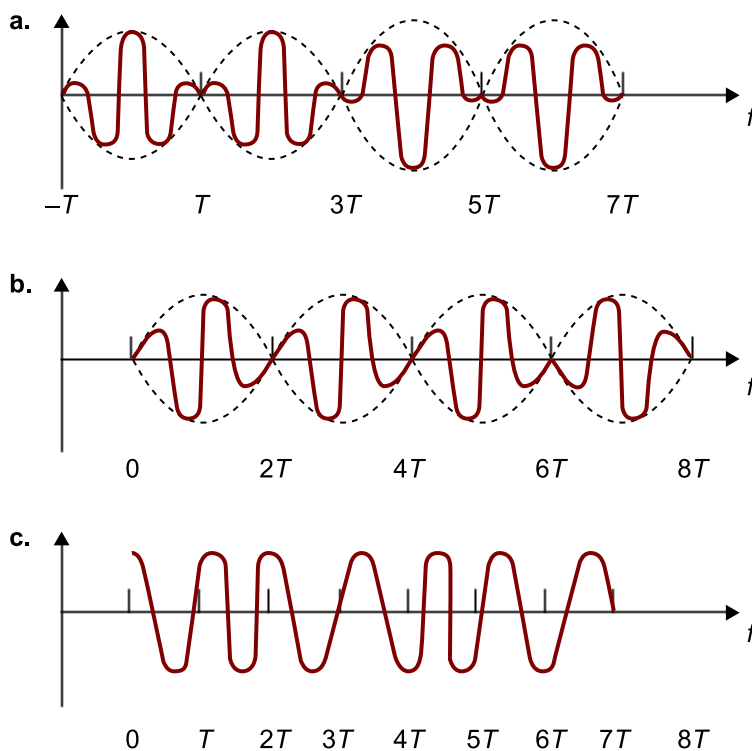 a.
f
–T T 3T 5T 7T
b.
f
0 2T 4T 6T 8T
c.
f
0 T 2T 3T 4T 5T 6T 7T 8T